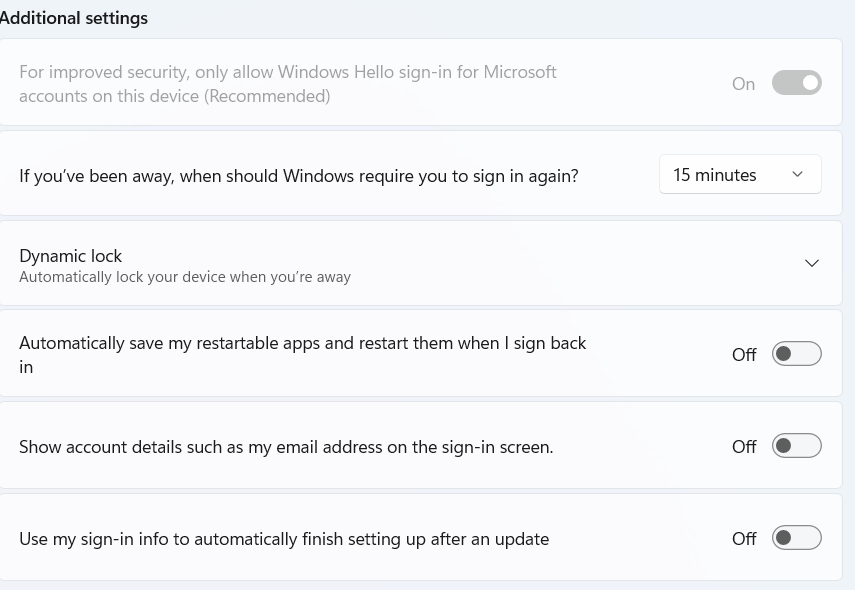 Additional settings
For improved security, only allow Windows Hello sign-in for Microsoft
accounts on this device (Recommended)
On
If you’ve been away, when should Windows require you to sign in again?
15 minutes
Dynamic lock
Automatically lock your device when you’re away
Automatically save my restartable apps and restart them when I sign back
in
Off
Show account details such as my email address on the sign-in screen.
Off
Use my sign-in info to automatically finish setting up after an update
Off